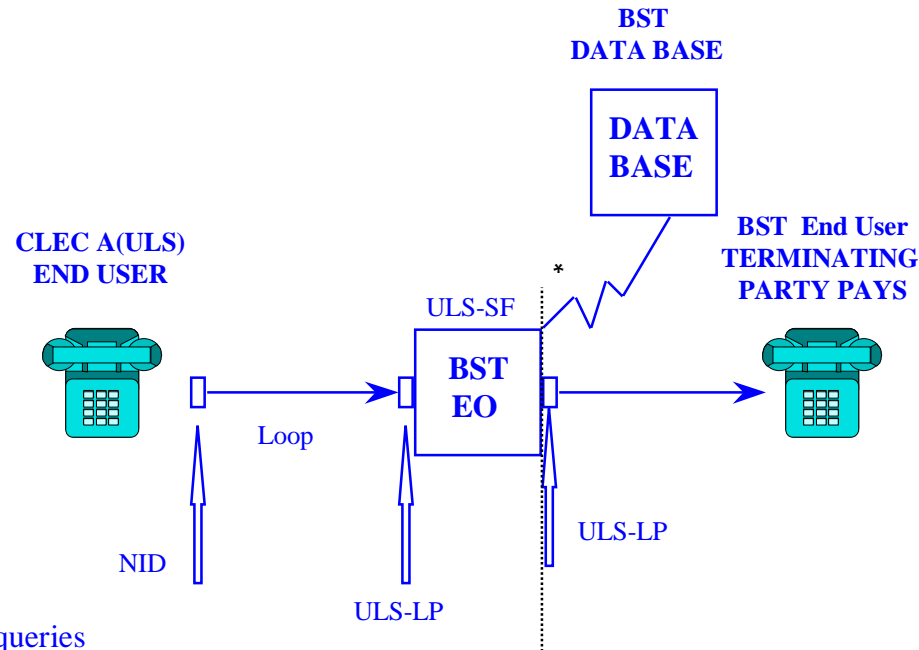 BST
DATA BASE
DATA
BASE
CLEC A(ULS)
END USER
BST End User
TERMINATING
PARTY PAYS
*
ULS-SF
BST
EO
Loop
NID
ULS-LP
ULS-LP
queries